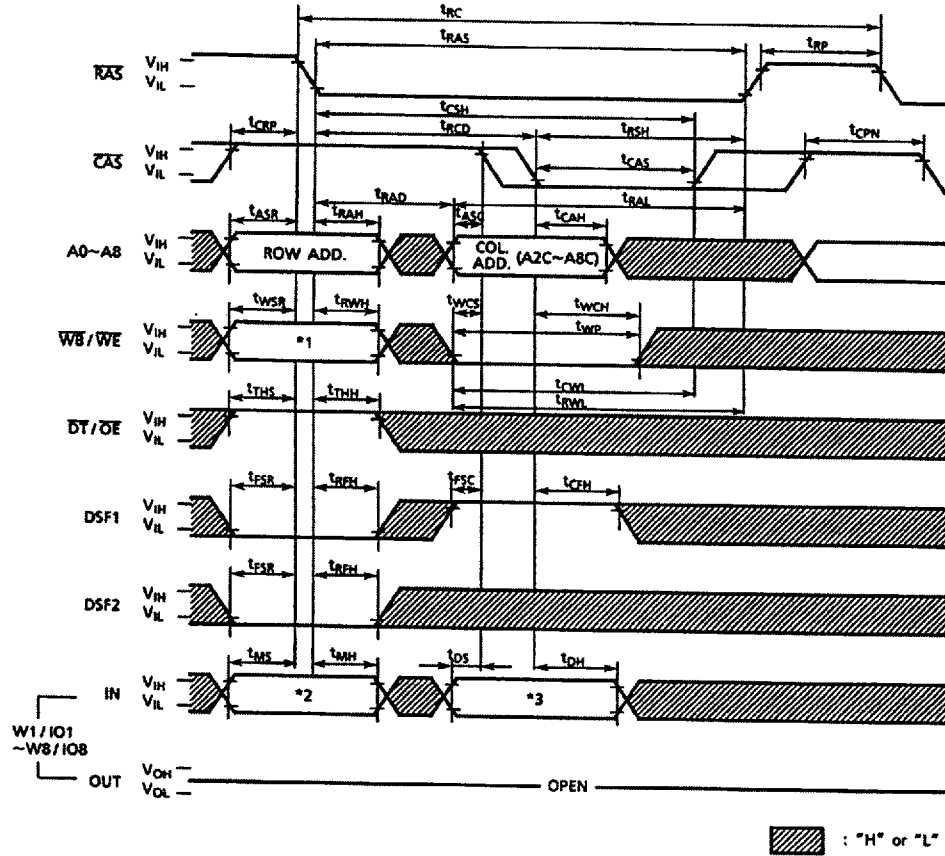 tRC
tRAS
tRP
RAS VIH
VIL
tCSH
tCRP
tRCD
tRSH
tCPN
CAS VIH
VIL
tCAS
tRAD
tRAL
tASR
tRAH
tASC
tCAH
A0~A8 VIH
VIL
ROW ADD.
COL. ADD. (A2C~A8C)
tWSR
tRWH
tWCS
tWCH
tWP
WB/WE VIH
VIL
*1
tCWL
tRWL
tTHS
tTHH
DT/OE VIH
VIL
tFSR
tRFH
tFSC
tCFH
DSF1 VIH
VIL
tFSR
tRFH
DSF2 VIH
VIL
tMS
tMH
tDS
tDH
IN VIH
VIL
*2
*3
W1/IO1
~W8/IO8
OUT VOH
VOL
OPEN
: "H" or "L"